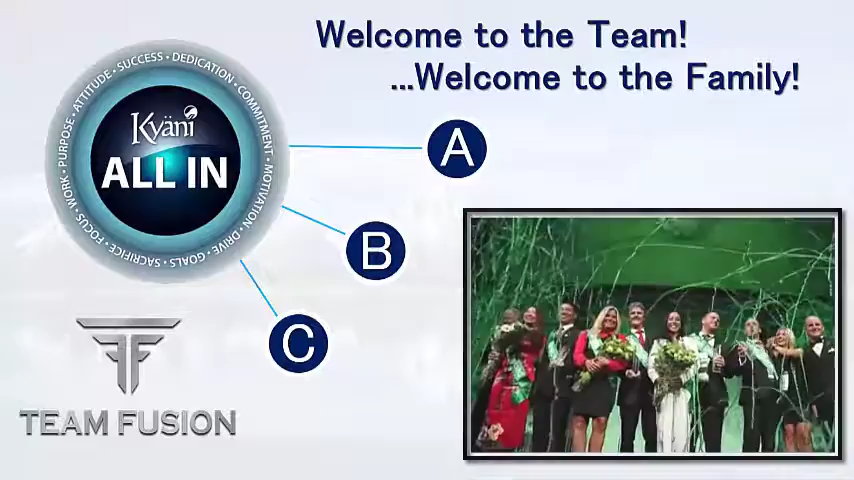 Welcome to the Team!
...Welcome to the Family!
PURPOSE • ATTITUDE • SUCCESS • DEDICATION • COMMITMENT • MOTIVATION • DRIVE • GOALS • SACRIFICE • FOCUS • WORK •
Kyäni
ALL IN
A
B
C
TEAM FUSION